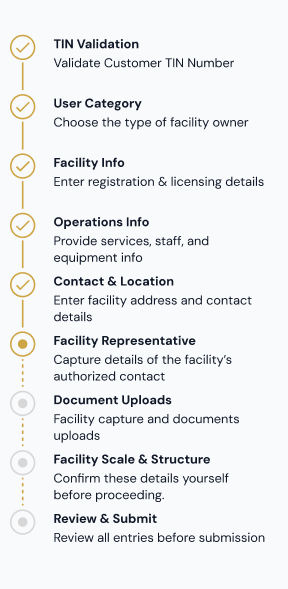 TIN Validation
Validate Customer TIN Number
User Category
Choose the type of facility owner
Facility Info
Enter registration & licensing details
Operations Info
Provide services, staff, and
equipment info
Contact & Location
Enter facility address and contact
details
Facility Representative
Capture details of the facility’s
authorized contact
Document Uploads
Facility capture and documents
uploads
Facility Scale & Structure
Confirm these details yourself
before proceeding.
Review & Submit
Review all entries before submission